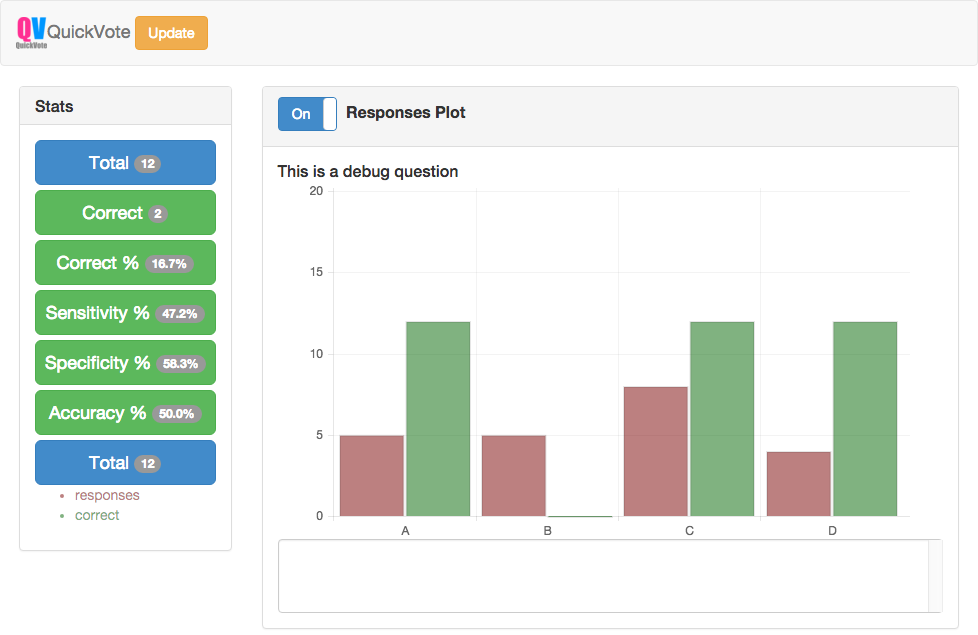 QV
QuickVote
QuickVote
Update
Stats
Total 12
Correct 2
Correct % 16.7%
Sensitivity % 47.2%
Specificity % 58.3%
Accuracy % 50.0%
Total 12
responses
correct
On
Responses Plot
This is a debug question
20
15
10
5
0
A B C D